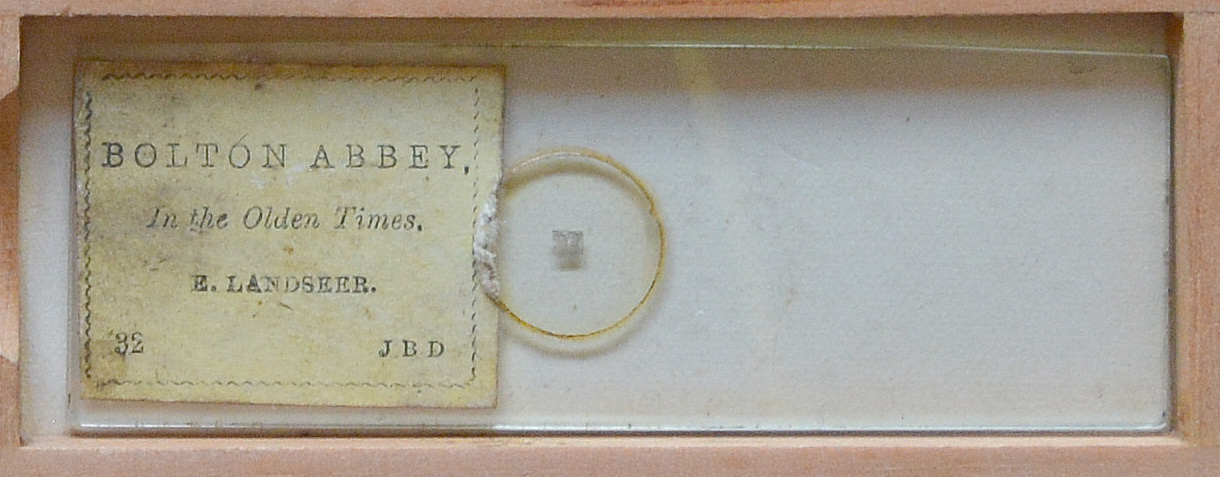 BOLTON ABBEY,
In the Olden Times.
E. LANDSEER.
32 JBD